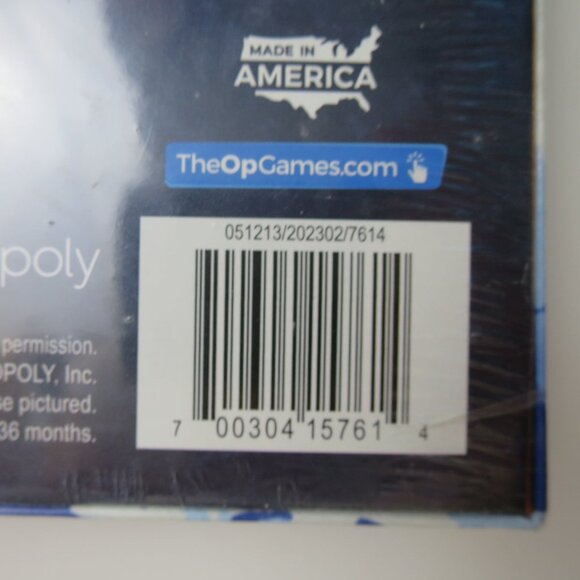 MADE IN
AMERICA
TheOpGames.com
051213/202302/7614
poly
permission.
OPOLY, Inc.
se pictured.
36 months.
7 00304 15761 4